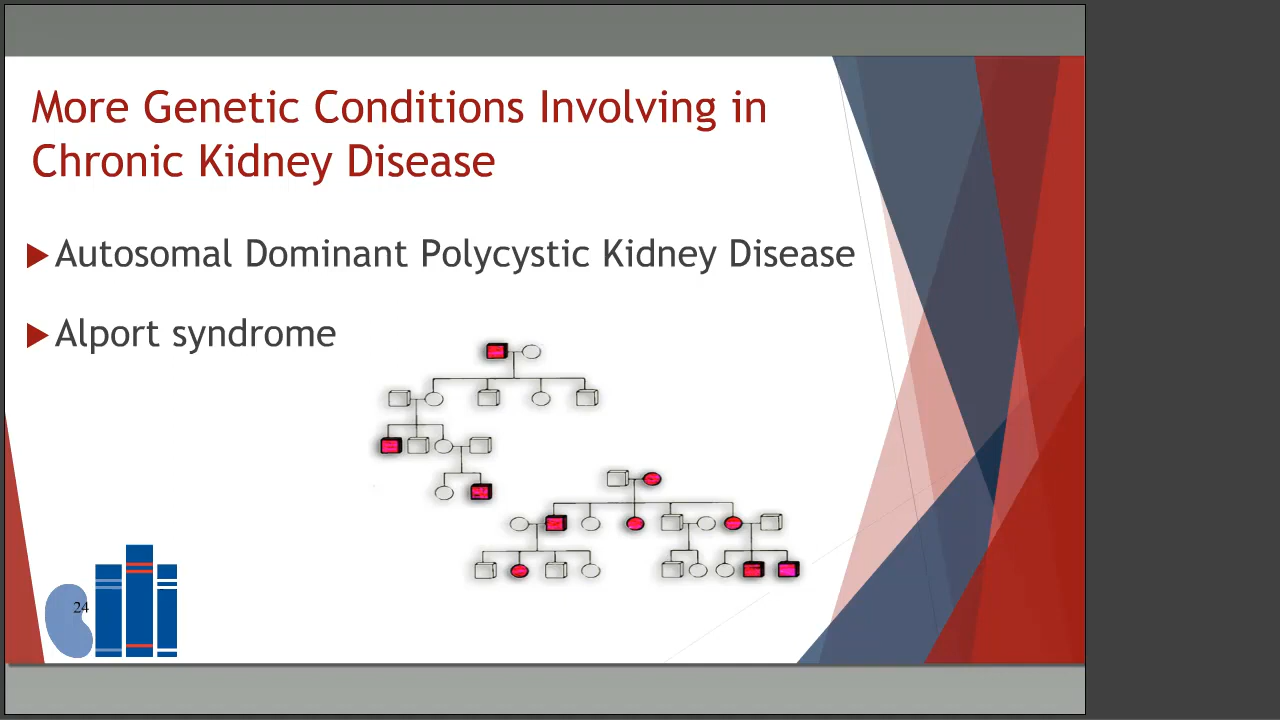 More Genetic Conditions Involving in
Chronic Kidney Disease
Autosomal Dominant Polycystic Kidney Disease
Alport syndrome
24